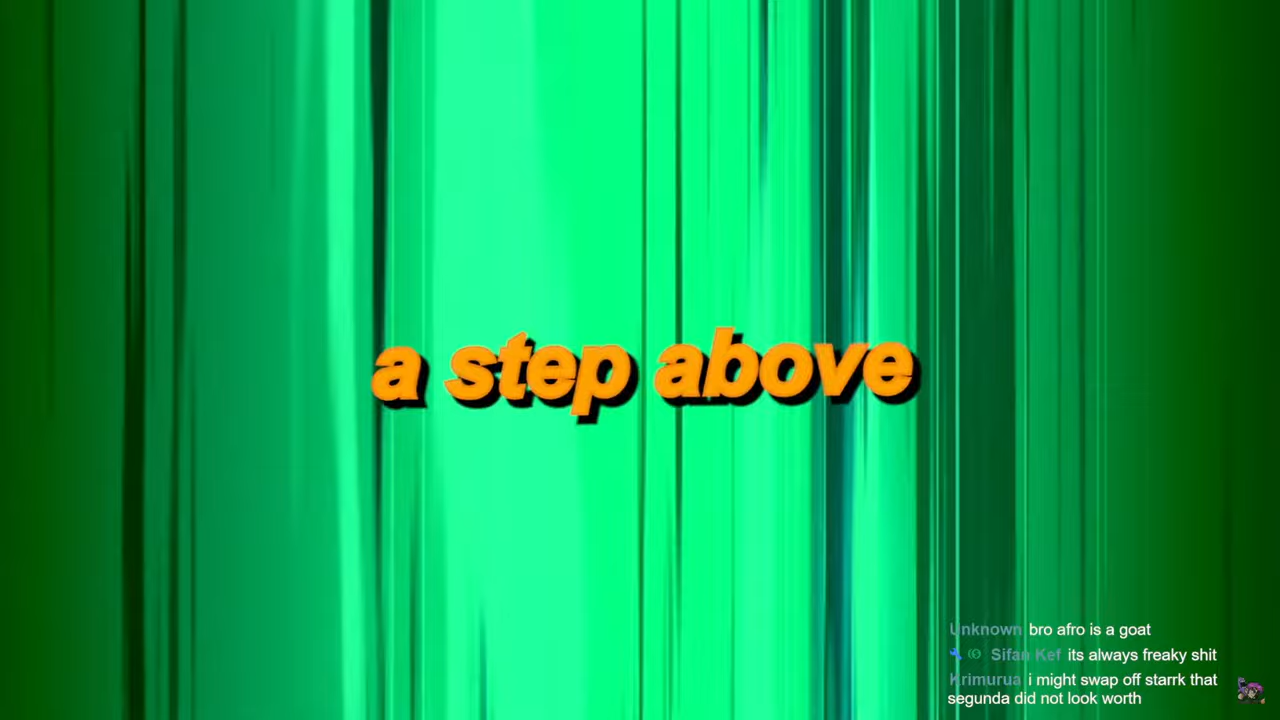 a step above
Unknown bro afro is a goat
Sifan Kef its always freaky shit
Krimurua i might swap off starrk that
segunda did not look worth